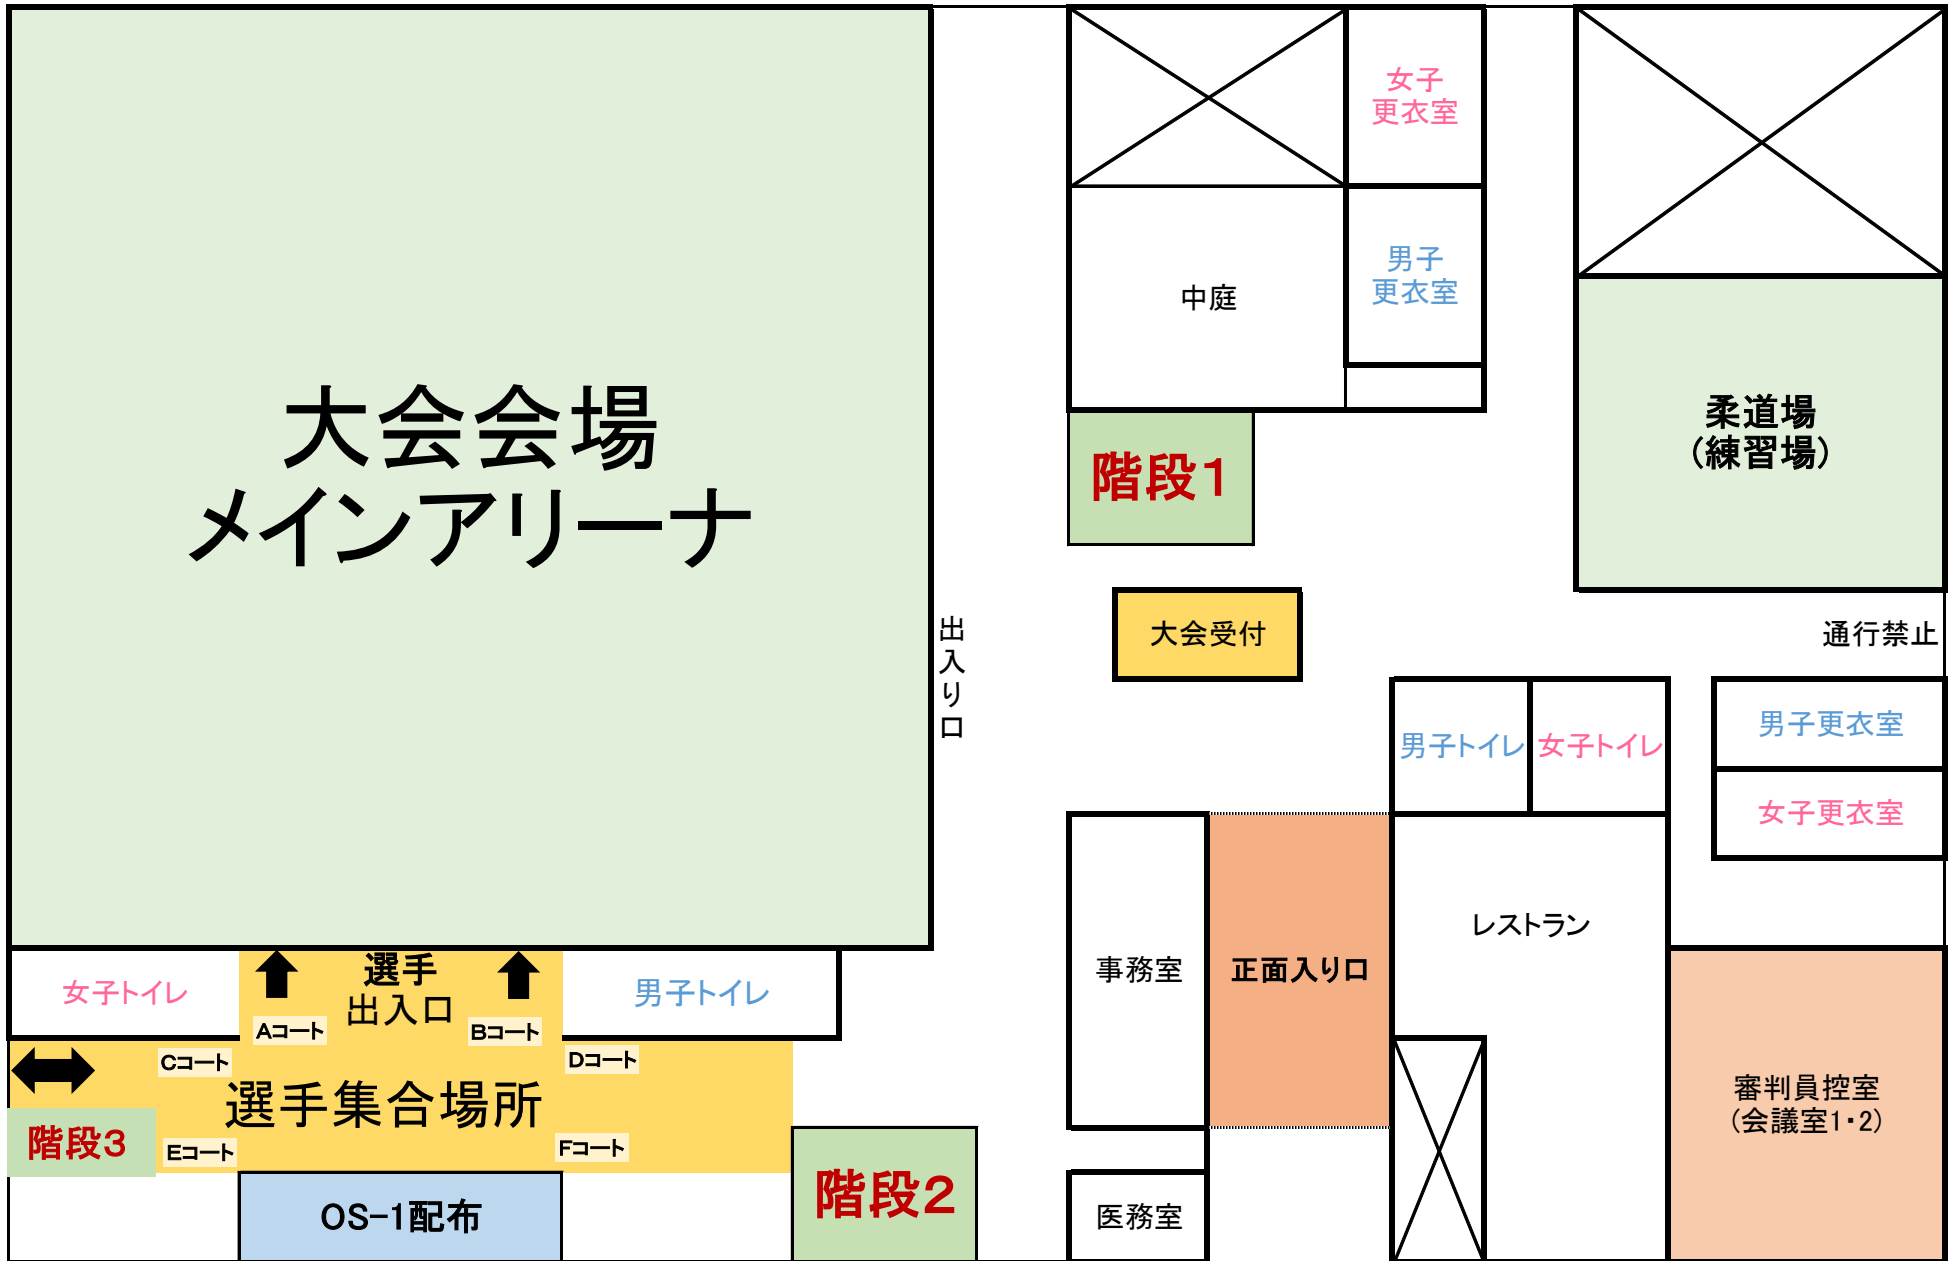 女子
更衣室
男子
更衣室
中庭
大会会場
メインアリーナ
柔道場
(練習場)
階段1
出入り口
大会受付
通行禁止
男子トイレ
女子トイレ
男子更衣室
女子更衣室
レストラン
事務室
正面入り口
女子トイレ
選手
出入口
男子トイレ
Aコート
Bコート
Cコート
Dコート
選手集合場所
階段3
Eコート
Fコート
審判員控室
(会議室1・2)
階段2
OS-1配布
医務室